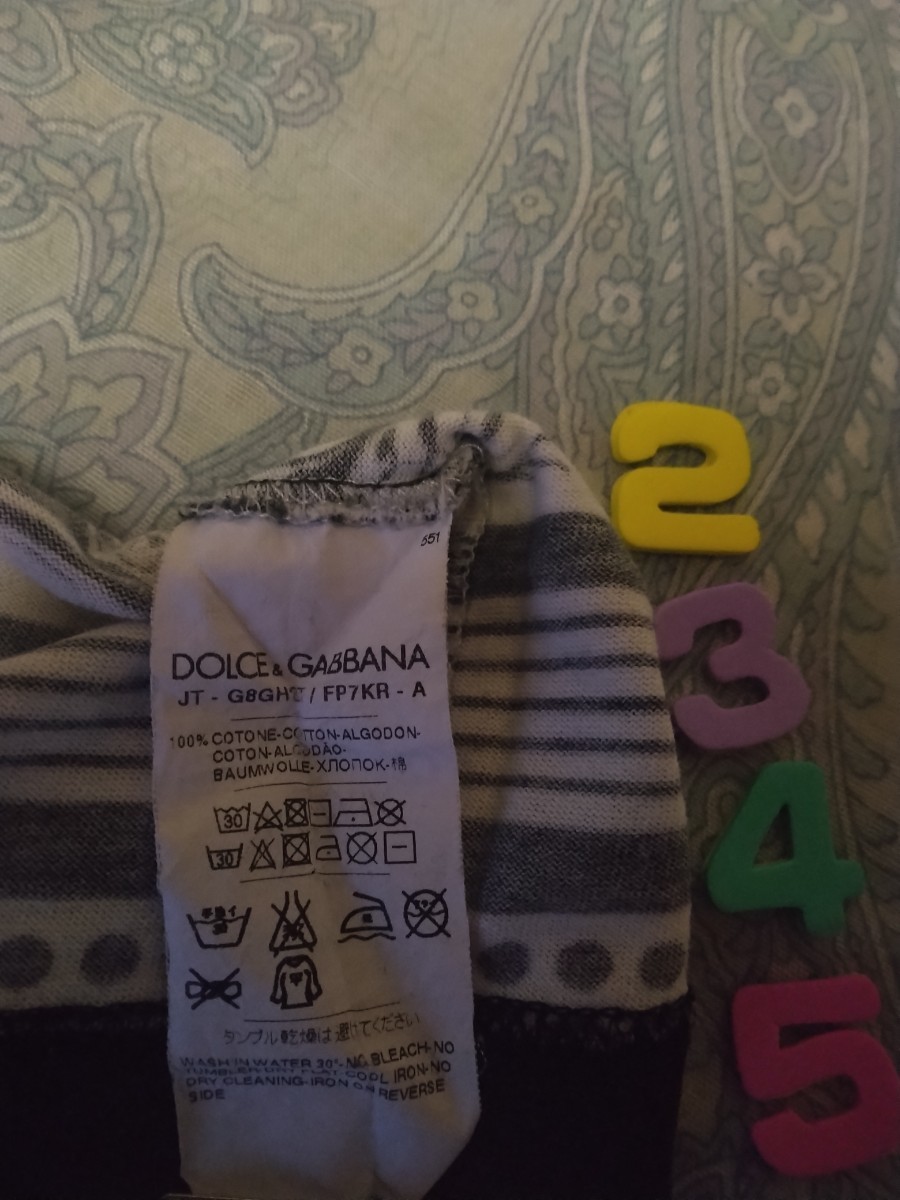 2
3
4
5
551
DOLCE & GABBANA
JT - G8GH / FP7KR - A
100% COTONE-COTTON-ALGODON-
COTON-ALGODÃO-
BAUMWOLLE-ХЛОПОК-棉
30
30
タンブル乾燥は避けてください
WASH IN WATER 30°-NO BLEACH-NO
TUMBLER-DRY FLAT-COOL IRON-NO
DRY CLEANING-IRON ON REVERSE
SIDE